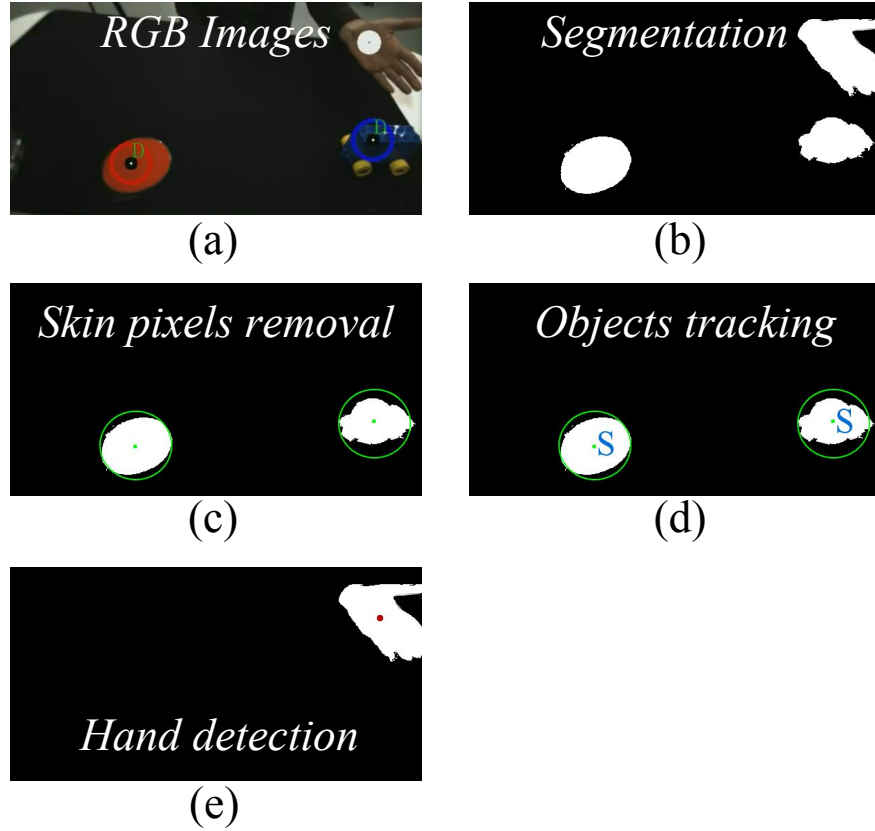 RGB Images
D
D
(a)
Segmentation
(b)
Skin pixels removal
(c)
Objects tracking
S
S
(d)
Hand detection
(e)